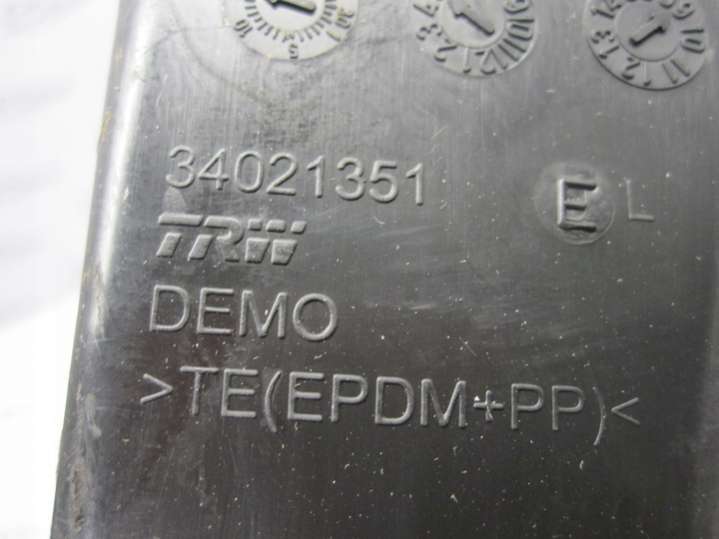 34021351
E L
TRW
DEMO
>TE(EPDM+PP)<